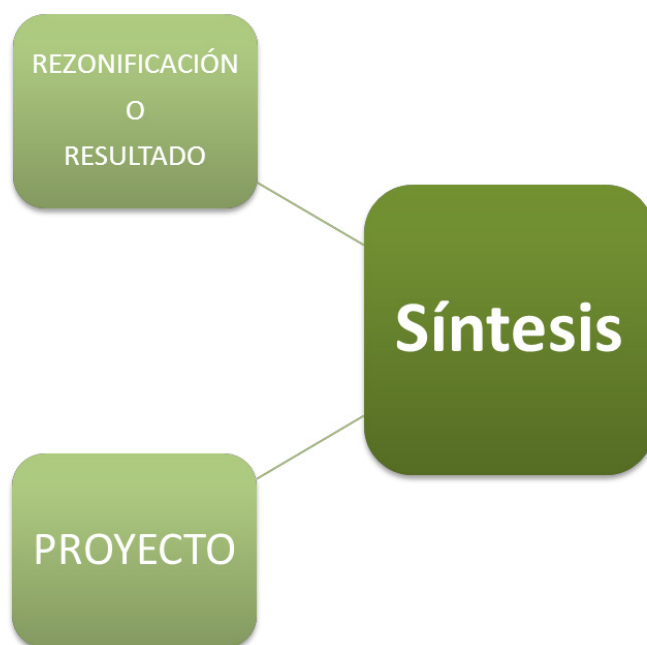 REZONIFICACIÓN
O
RESULTADO
Síntesis
PROYECTO